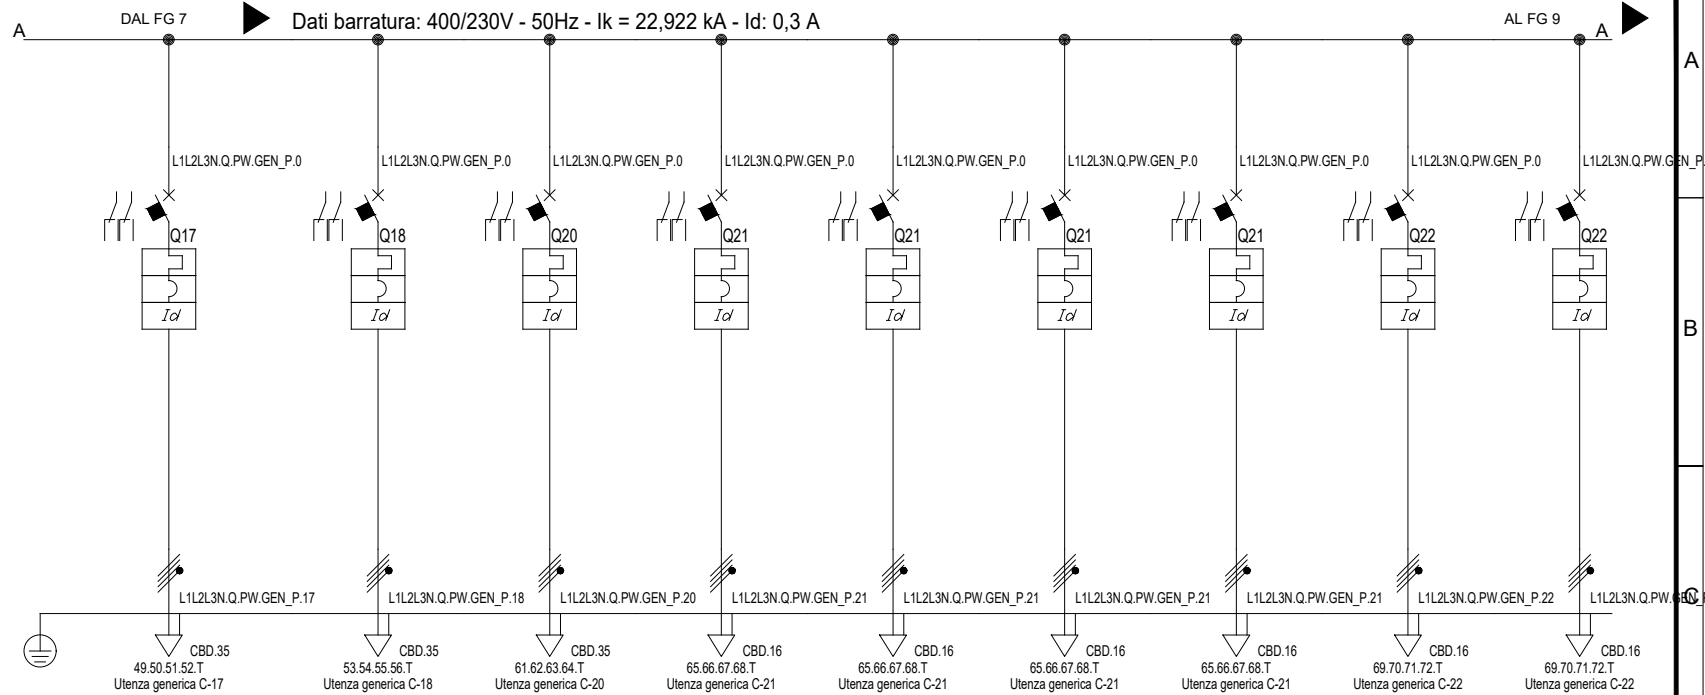 DAL FG 7 Dati barratura: 400/230V - 50Hz - Ik = 22,922 kA - Id: 0,3 A AL FG 9
A A
A
L1L2L3N.Q.PW.GEN_P.0 L1L2L3N.Q.PW.GEN_P.0 L1L2L3N.Q.PW.GEN_P.0 L1L2L3N.Q.PW.GEN_P.0 L1L2L3N.Q.PW.GEN_P.0 L1L2L3N.Q.PW.GEN_P.0 L1L2L3N.Q.PW.GEN_P.0 L1L2L3N.Q.PW.GEN_P.0 L1L2L3N.Q.PW.GEN_P.
Q17 Q18 Q20 Q21 Q21 Q21 Q21 Q22 Q22
Id Id Id Id Id Id Id Id Id
B
L1L2L3N.Q.PW.GEN_P.17 L1L2L3N.Q.PW.GEN_P.18 L1L2L3N.Q.PW.GEN_P.20 L1L2L3N.Q.PW.GEN_P.21 L1L2L3N.Q.PW.GEN_P.21 L1L2L3N.Q.PW.GEN_P.21 L1L2L3N.Q.PW.GEN_P.21 L1L2L3N.Q.PW.GEN_P.22 L1L2L3N.Q.PW.GEN_
C
CBD.35 CBD.35 CBD.35 CBD.16 CBD.16 CBD.16 CBD.16 CBD.16 CBD.16
49.50.51.52.T 53.54.55.56.T 61.62.63.64.T 65.66.67.68.T 65.66.67.68.T 65.66.67.68.T 65.66.67.68.T 69.70.71.72.T 69.70.71.72.T
Utenza generica C-17 Utenza generica C-18 Utenza generica C-20 Utenza generica C-21 Utenza generica C-21 Utenza generica C-21 Utenza generica C-21 Utenza generica C-22 Utenza generica C-22